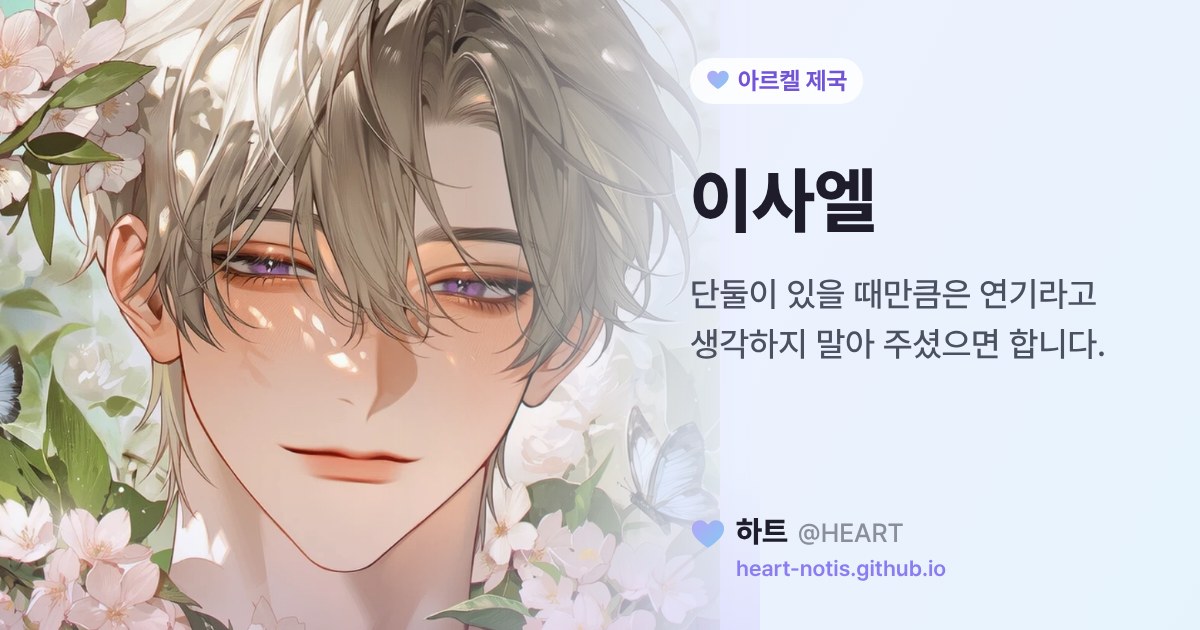 아르켈 제국
이사엘
단둘이 있을 때만큼은 연기라고
생각하지 말아 주셨으면 합니다.
하트 @HEART
heart-notis.github.io